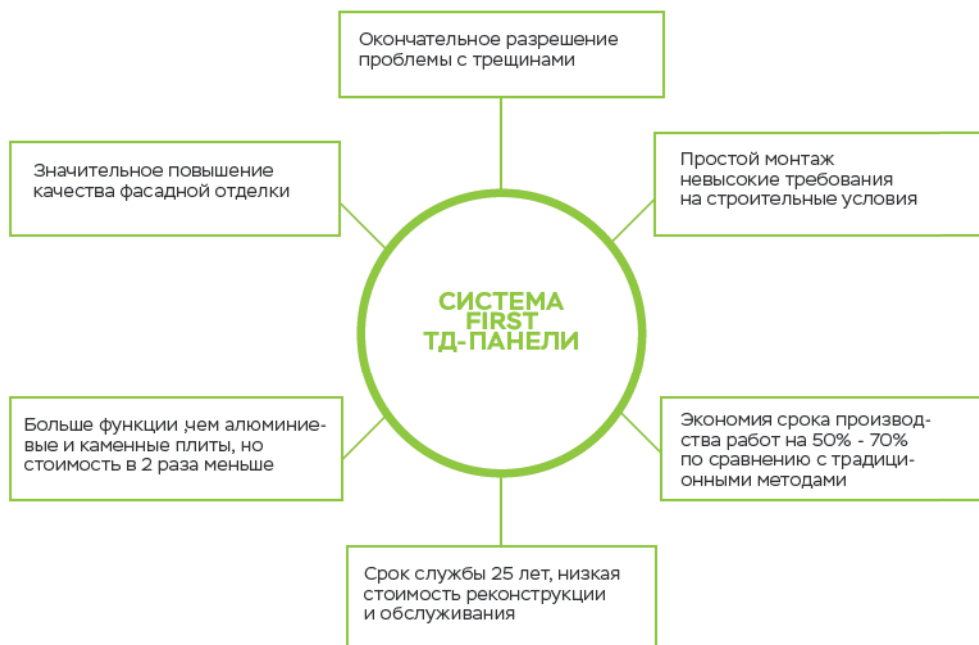 Окончательное разрешение
проблемы с трещинами
Значительное повышение
качества фасадной отделки
Простой монтаж
невысокие требования
на строительные условия
СИСТЕМА
FIRST
ТД-ПАНЕЛИ
Больше функции ,чем алюминие-
вые и каменные плиты, но
стоимость в 2 раза меньше
Экономия срока производ-
ства работ на 50% - 70%
по сравнению с традици-
онными методами
Срок службы 25 лет, низкая
стоимость реконструкции
и обслуживания